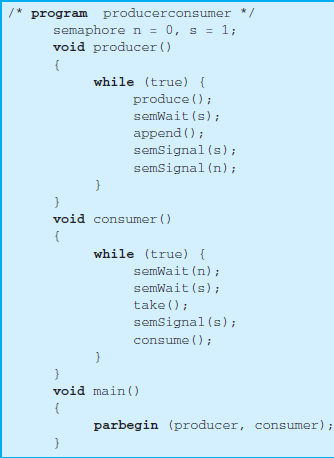 /* program producerconsumer */
semaphore n = 0, s = 1;
void producer()
{
while (true) {
produce();
semWait(s);
append();
semSignal(s);
semSignal(n);
}
}
void consumer()
{
while (true) {
semWait(n);
semWait(s);
take();
semSignal(s);
consume();
}
}
void main()
{
parbegin (producer, consumer);
}